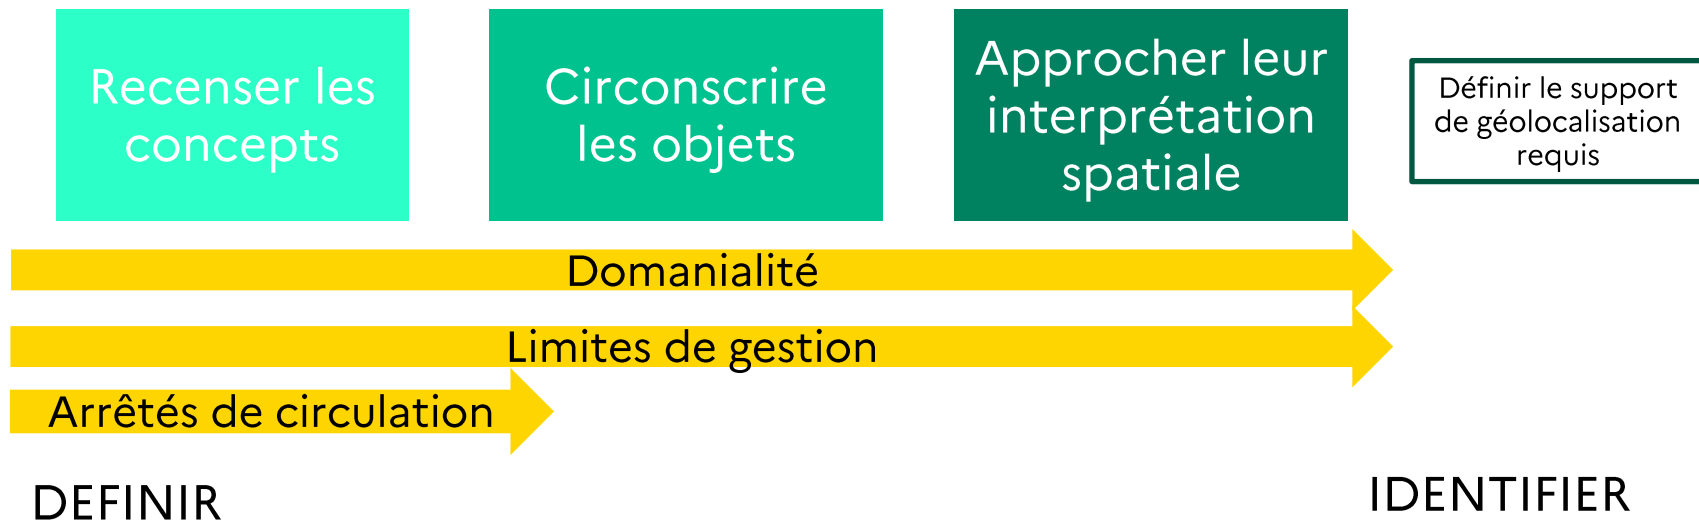 Recenser les
concepts
Circonscrire
les objets
Approcher leur
interprétation
spatiale
Définir le support
de géolocalisation
requis
Domanialité
Limites de gestion
Arrêtés de circulation
DEFINIR
IDENTIFIER